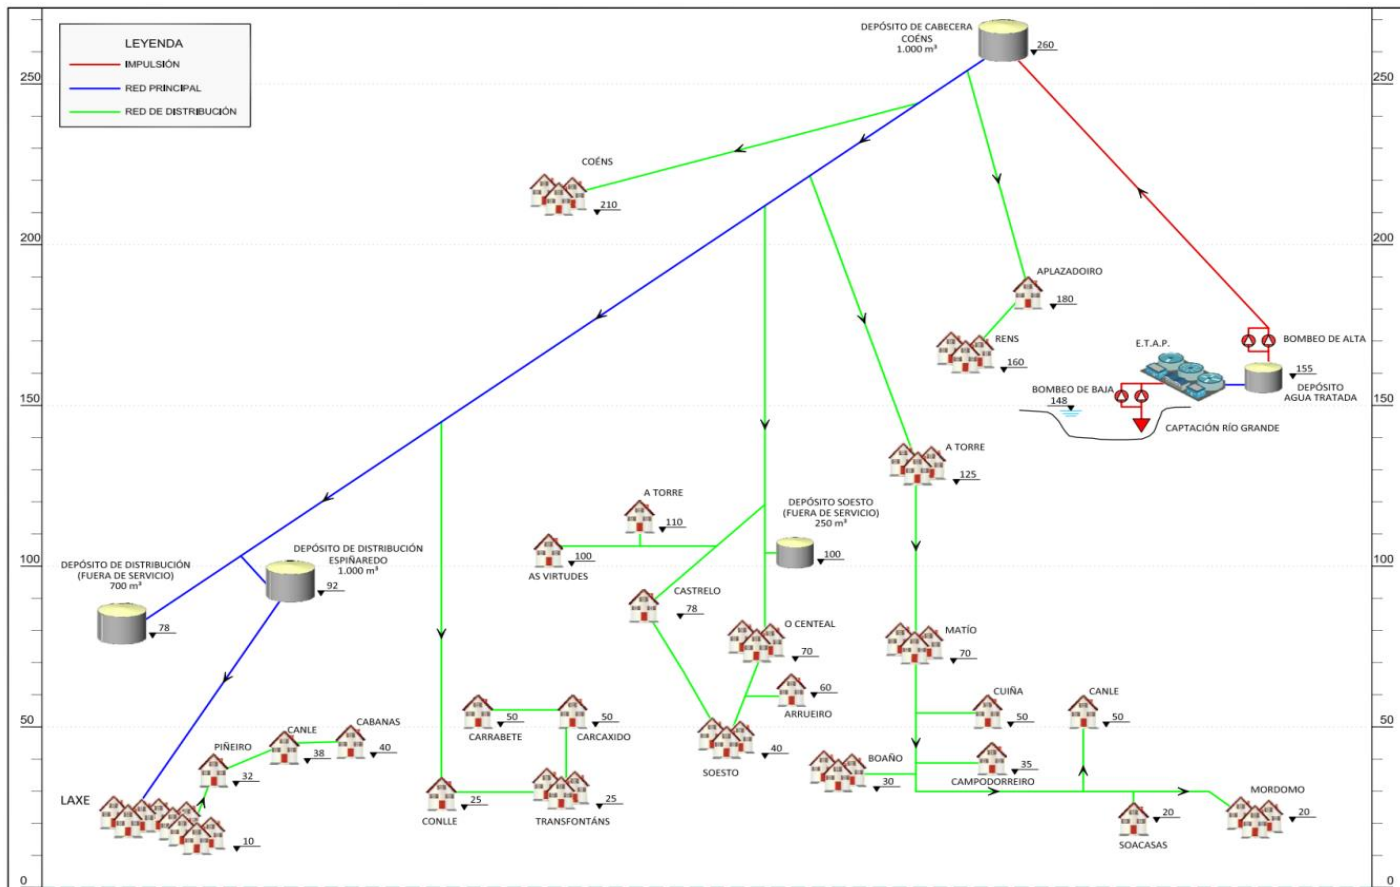 LEYENDA
IMPULSIÓN
RED PRINCIPAL
RED DE DISTRIBUCIÓN
DEPÓSITO DE CABECERA
COÉNS
1.000 m³
260
250
250
COÉNS
210
200
200
APLAZADOIRO
180
RENS
160
BOMBEO DE ALTA
E.T.A.P.
155
DEPÓSITO
AGUA TRATADA
BOMBEO DE BAJA
148
CAPTACIÓN RÍO GRANDE
150
150
A TORRE
125
A TORRE
110
AS VIRTUDES
100
DEPÓSITO SOESTO
(FUERA DE SERVICIO)
250 m³
100
100
100
DEPÓSITO DE DISTRIBUCIÓN
(FUERA DE SERVICIO)
700 m³
78
DEPÓSITO DE DISTRIBUCIÓN
ESPIÑAREDO
1.000 m³
92
CASTRELO
78
O CENTEAL
70
MATÍO
70
ARRUEIRO
60
SOESTO
40
CUIÑA
50
CANLE
50
50
50
CARRABETE
50
CARCAXIDO
50
CONLLE
25
TRANSFONTÁNS
25
BOAÑO
30
CAMPODORREIRO
35
SOACASAS
20
MORDOMO
20
LAXE
10
PIÑEIRO
32
CANLE
38
CABANAS
40
0
0